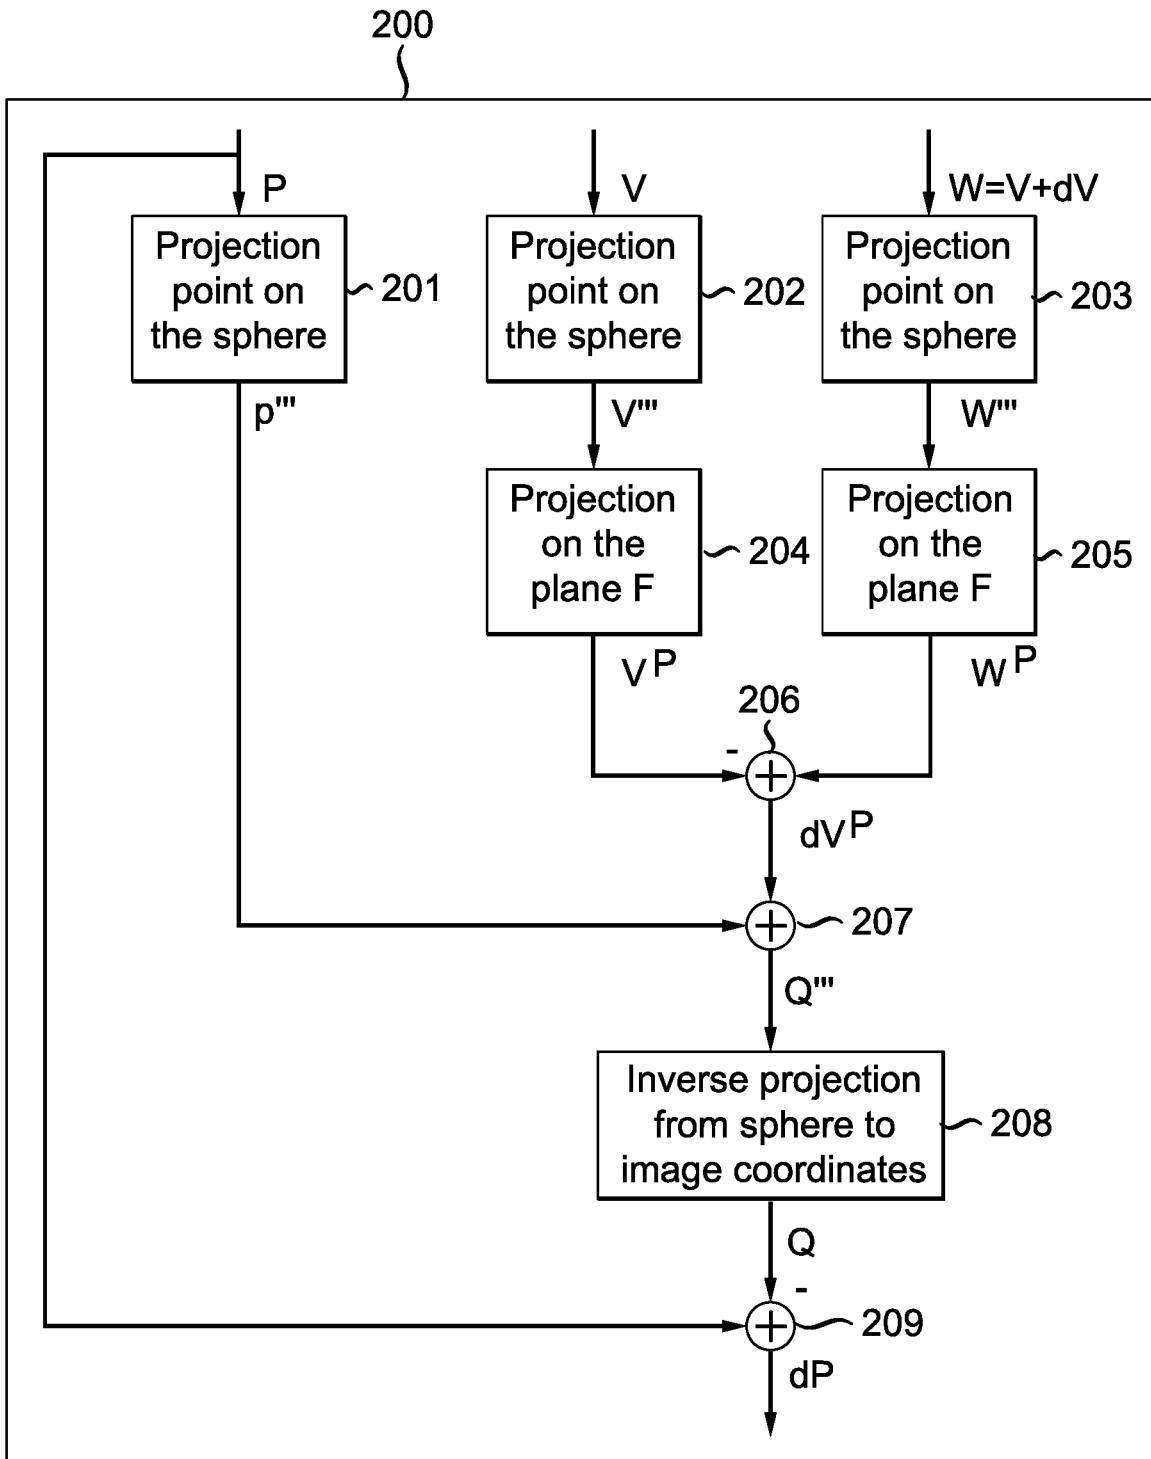 200
P
V
W=V+dV
Projection
point on
the sphere
201
Projection
point on
the sphere
202
Projection
point on
the sphere
203
p'''
V'''
W'''
Projection
on the
plane F
204
Projection
on the
plane F
205
V^P
W^P
206
-
+
dV^P
+
207
Q'''
Inverse projection
from sphere to
image coordinates
208
Q
-
+
209
dP